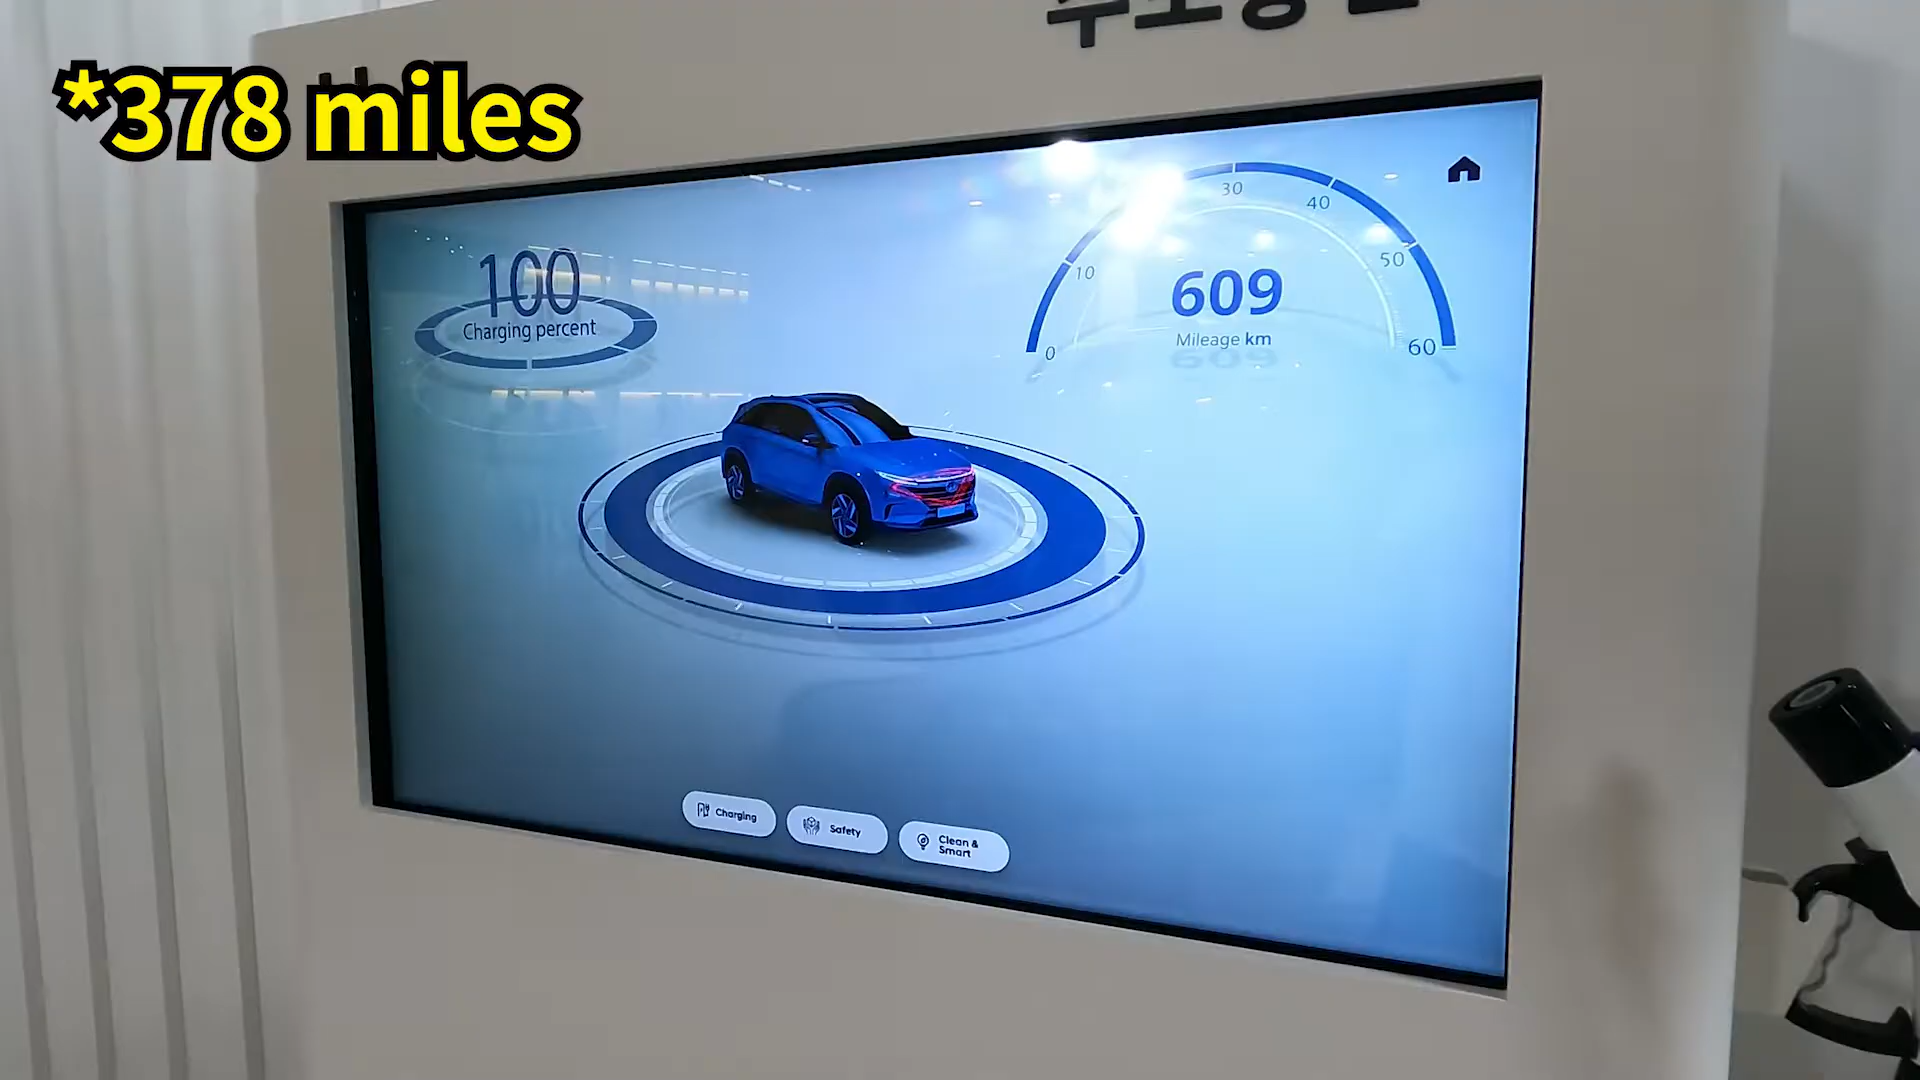 *378 miles
100
Charging percent
10
30
40
50
0
60
609
Mileage km
Charging
Safety
Clean &
Smart